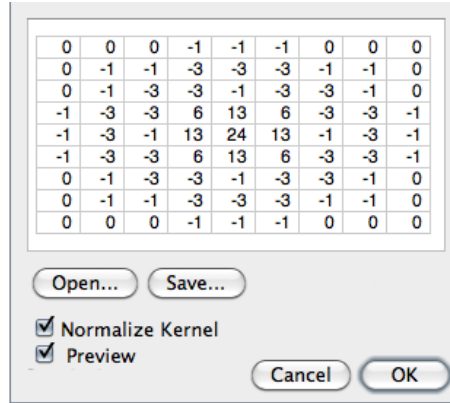 0 0 0 -1 -1 -1 0 0 0
0 -1 -1 -3 -3 -3 -1 -1 0
0 -1 -3 -3 -1 -3 -3 -1 0
-1 -3 -3 6 13 6 -3 -3 -1
-1 -3 -1 13 24 13 -1 -3 -1
-1 -3 -3 6 13 6 -3 -3 -1
0 -1 -3 -3 -1 -3 -3 -1 0
0 -1 -1 -3 -3 -3 -1 -1 0
0 0 0 -1 -1 -1 0 0 0
Open... Save...
Normalize Kernel
Preview
Cancel OK